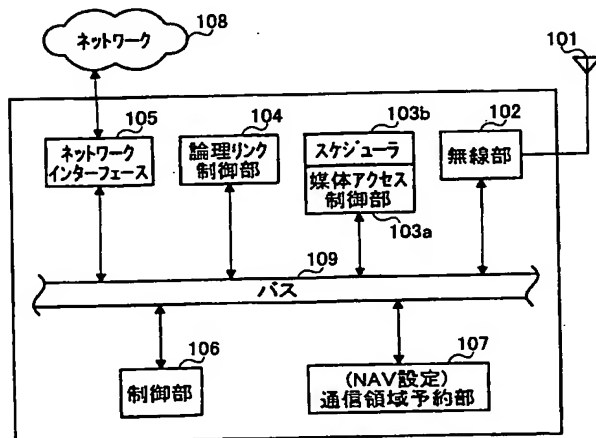 ネットワーク
108
101
105
ネットワーク
インターフェース
104
論理リンク
制御部
103b
スケジューラ
媒体アクセス
制御部
103a
102
無線部
109
バス
106
制御部
107
(NAV設定)
通信領域予約部